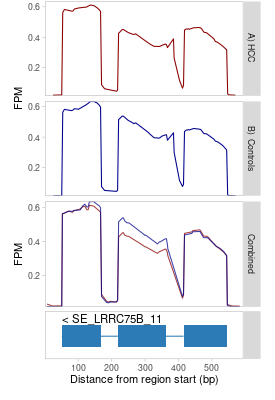 0.6
0.4
0.2
FPM
A) HCC
0.6
0.4
0.2
FPM
B). Controls
0.6
0.4
0.2
FPM
Combined
< SE_LRRC75B_11
100 200 300 400 500
Distance from region start (bp)